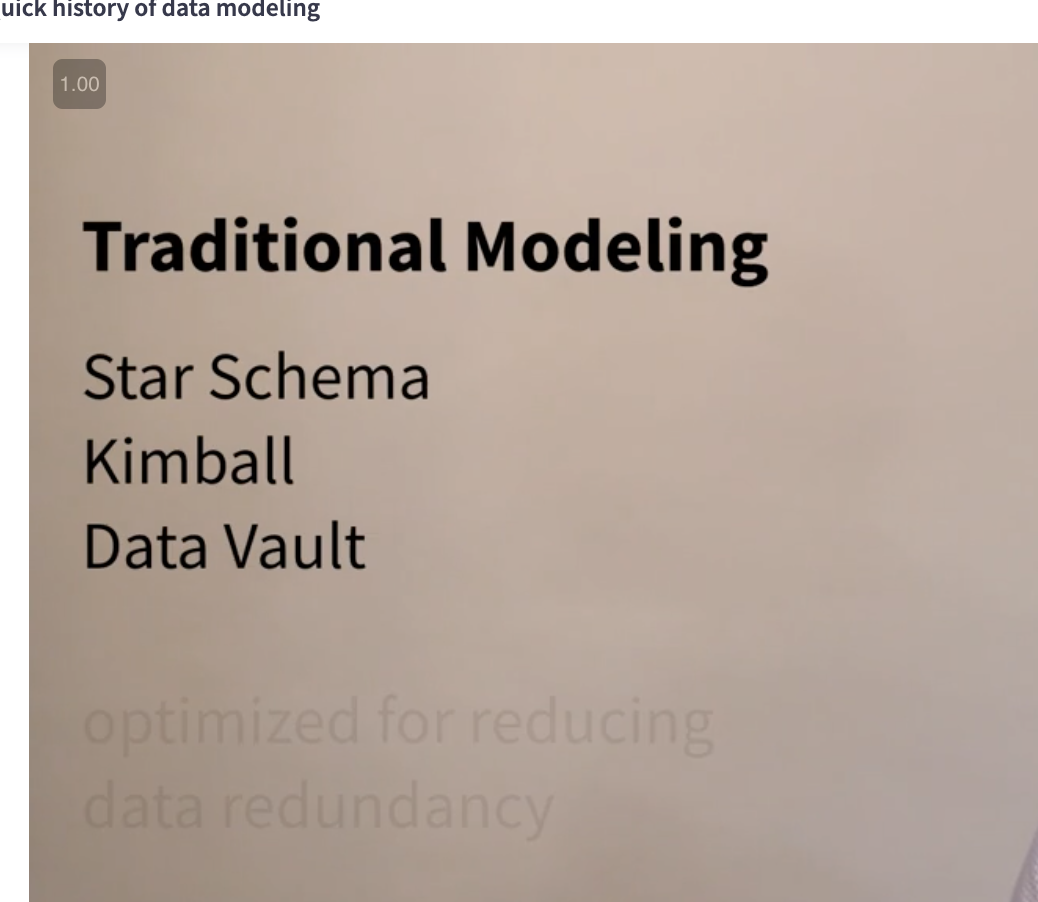 uick history of data modeling
1.00
Traditional Modeling
Star Schema
Kimball
Data Vault
optimized for reducing
data redundancy